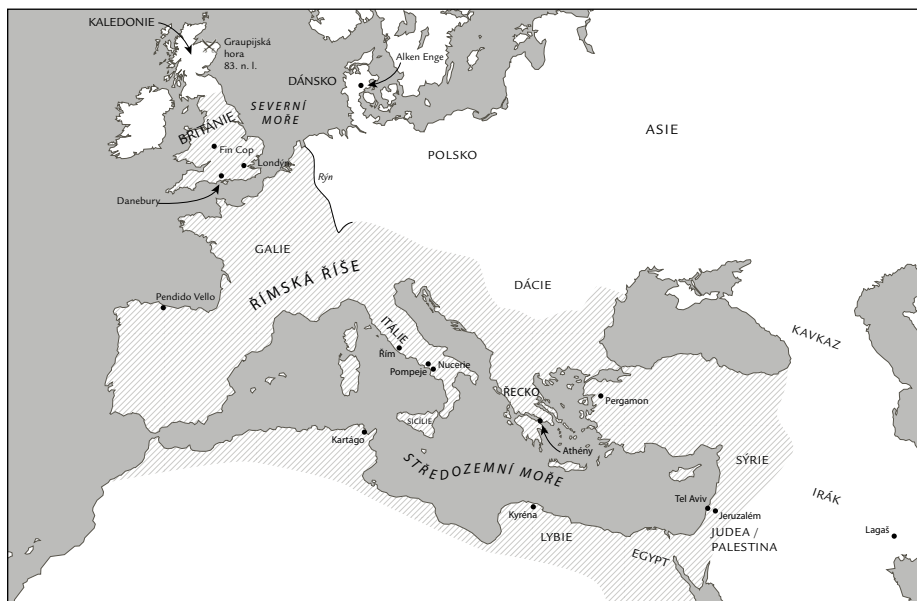 KALEDONIE
Graupijská
hora
83. n. l.
Alken Enge
DÁNSKO
SEVERNÍ
MOŘE
ASIE
BRITÁNIE
Fin Cop
POLSKO
Londýn
Rýn
Danebury
GALIE
ŘÍMSKÁ ŘÍŠE
DÁCIE
Pendido Vello
KAVKAZ
ITÁLIE
Řím
Nucerie
Pompeje
ŘECKO
Pergamon
SICÍLIE
Kartágo
Athény
STŘEDOZEMNÍ MOŘE
SÝRIE
IRÁK
Tel Aviv
Jeruzalém
Kyréna
LYBIE
JUDEA /
PALESTINA
Lagaš
EGYPT